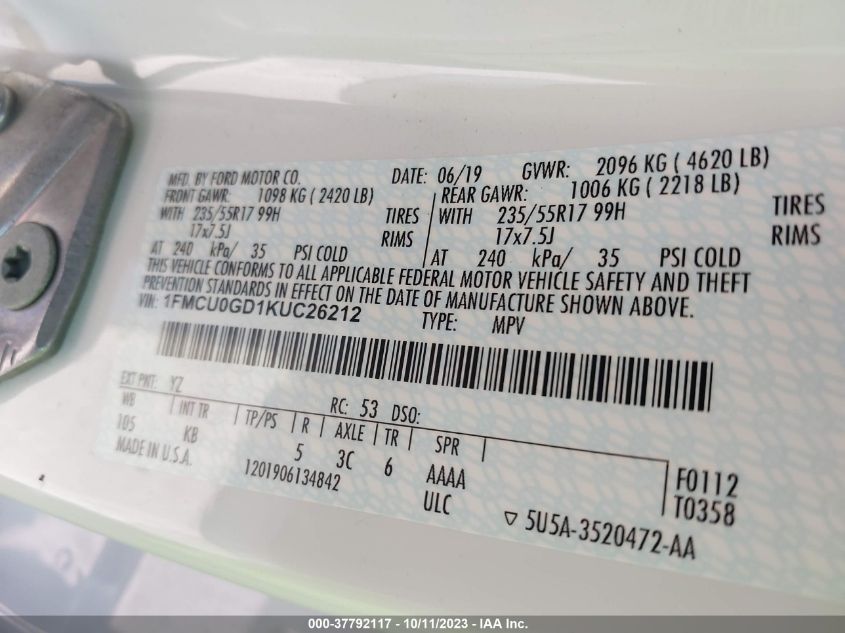 MFD. BY FORD MOTOR CO. DATE: 06/19 GVWR: 2096 KG ( 4620 LB)
FRONT GAWR: 1098 KG ( 2420 LB) REAR GAWR: 1006 KG ( 2218 LB)
WITH 235/55R17 99H TIRES WITH 235/55R17 99H TIRES
17x7.5J RIMS 17x7.5J RIMS
AT 240 kPa/ 35 PSI COLD AT 240 kPa/ 35 PSI COLD
THIS VEHICLE CONFORMS TO ALL APPLICABLE FEDERAL MOTOR VEHICLE SAFETY AND THEFT
PREVENTION STANDARDS IN EFFECT ON THE DATE OF MANUFACTURE SHOWN ABOVE.
VIN: 1FMCU0GD1KUC26212 TYPE: MPV
EXT PNT: YZ RC: 53 DSO:
WB INT TR TP/PS R AXLE TR SPR
105 KB 5 3C 6 AAAA F0112
MADE IN U.S.A. 1201906134842 ULC T0358
▽ 5U5A-3520472-AA
000-37792117 - 10/11/2023 - IAA Inc.